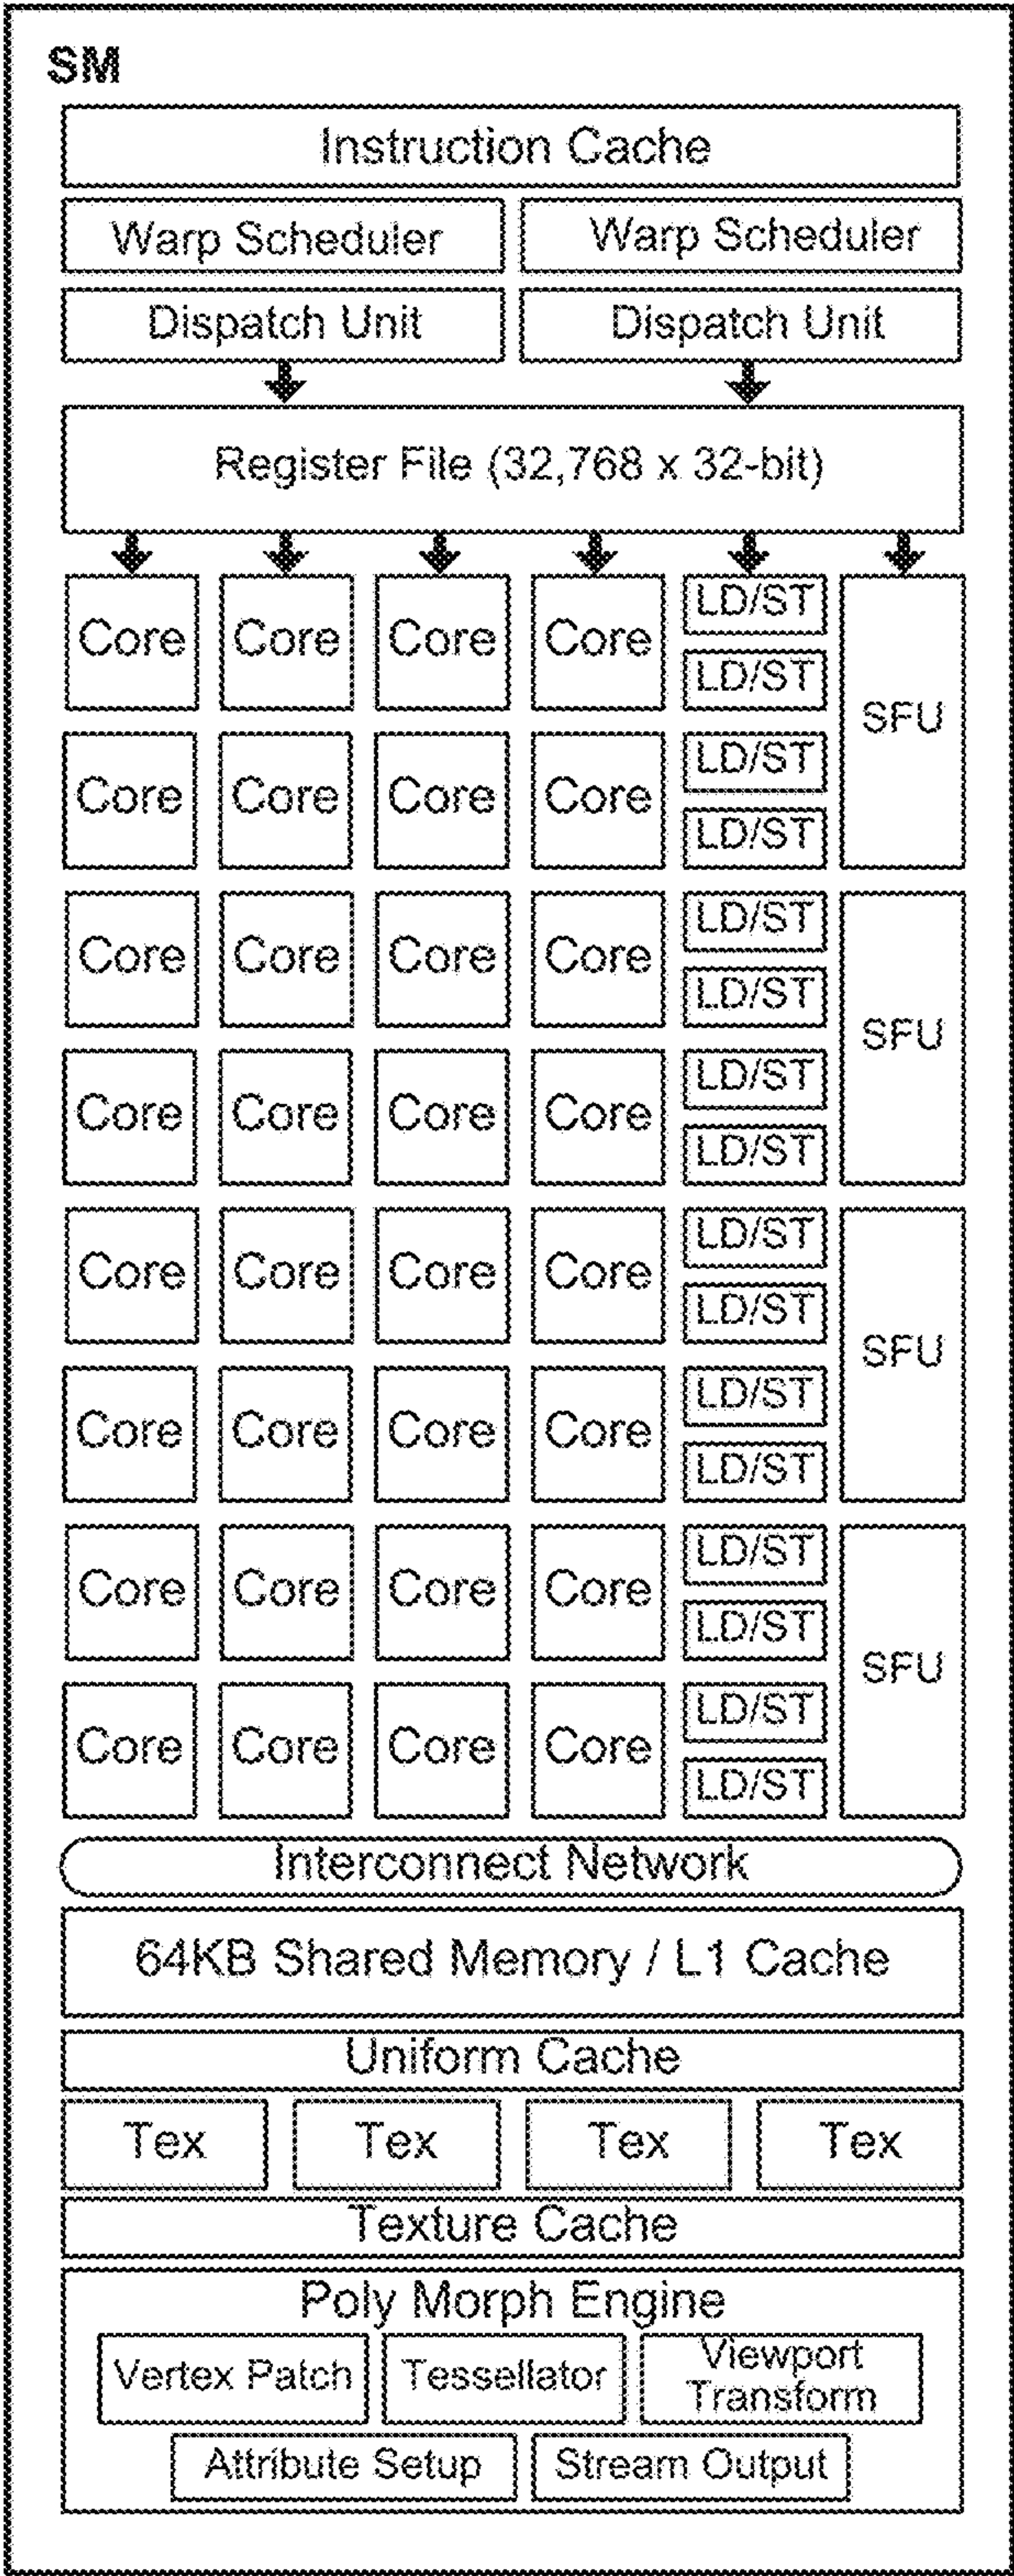 SM
Instruction Cache
Warp Scheduler Warp Scheduler
Dispatch Unit Dispatch Unit
Register File (32,768 x 32-bit)
Core Core Core Core LD/ST
LD/ST
SFU
Core Core Core Core LD/ST
LD/ST
Core Core Core Core LD/ST
LD/ST
SFU
Core Core Core Core LD/ST
LD/ST
Core Core Core Core LD/ST
LD/ST
SFU
Core Core Core Core LD/ST
LD/ST
Core Core Core Core LD/ST
LD/ST
SFU
Core Core Core Core LD/ST
LD/ST
Interconnect Network
64KB Shared Memory / L1 Cache
Uniform Cache
Tex Tex Tex Tex
Texture Cache
Poly Morph Engine
Vertex Patch Tessellator Viewport
Transform
Attribute Setup Stream Output